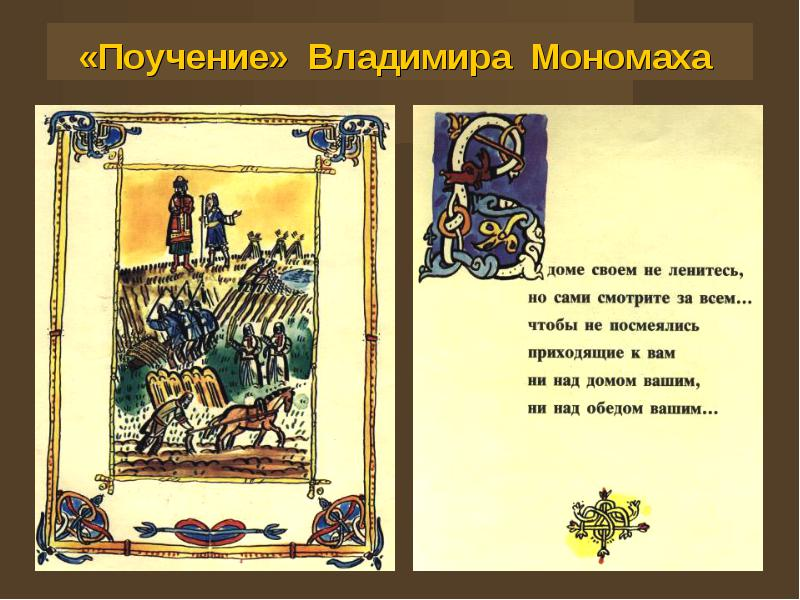 «Поучение» Владимира Мономаха
В доме своем не ленитесь,
но сами смотрите за всем...
чтобы не посмеялись
приходящие к вам
ни над домом вашим,
ни над обедом вашим...